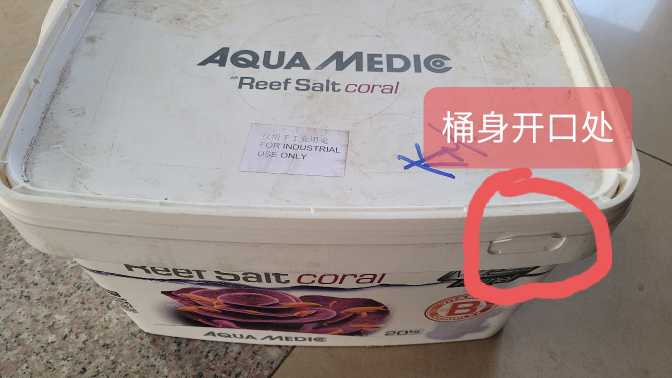 AQUA MEDIC
Reef Salt coral
桶身开口处
仅用于工业用途
FOR INDUSTRIAL
USE ONLY
Reef Salt coral
B
AQUA MEDIC